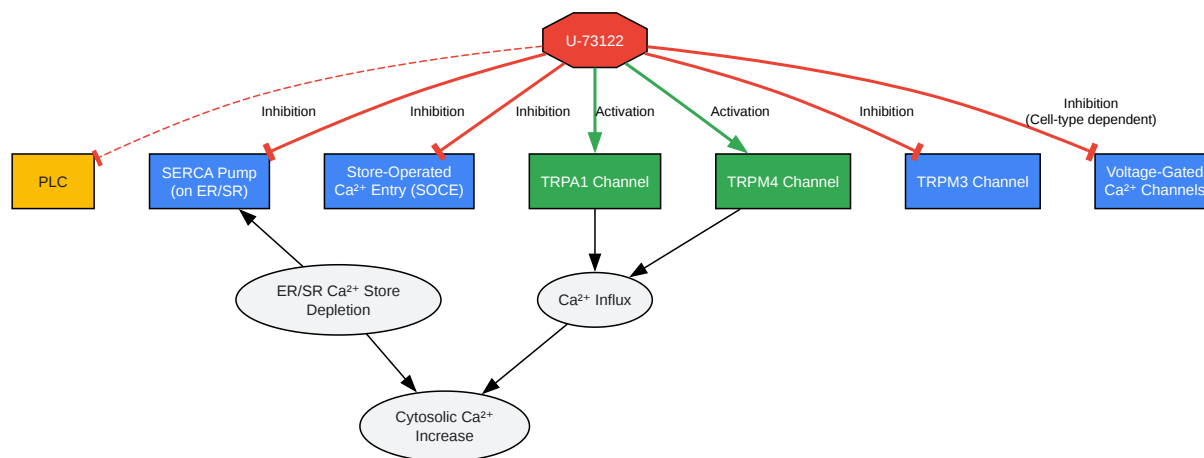 U-73122
Inhibition
Inhibition
Inhibition
Activation
Activation
Inhibition
Inhibition
(Cell-type dependent)
PLC
SERCA Pump
(on ER/SR)
Store-Operated
Ca²⁺ Entry (SOCE)
TRPA1 Channel
TRPM4 Channel
TRPM3 Channel
Voltage-Gated
Ca²⁺ Channels
ER/SR Ca²⁺ Store
Depletion
Ca²⁺ Influx
Cytosolic Ca²⁺
Increase